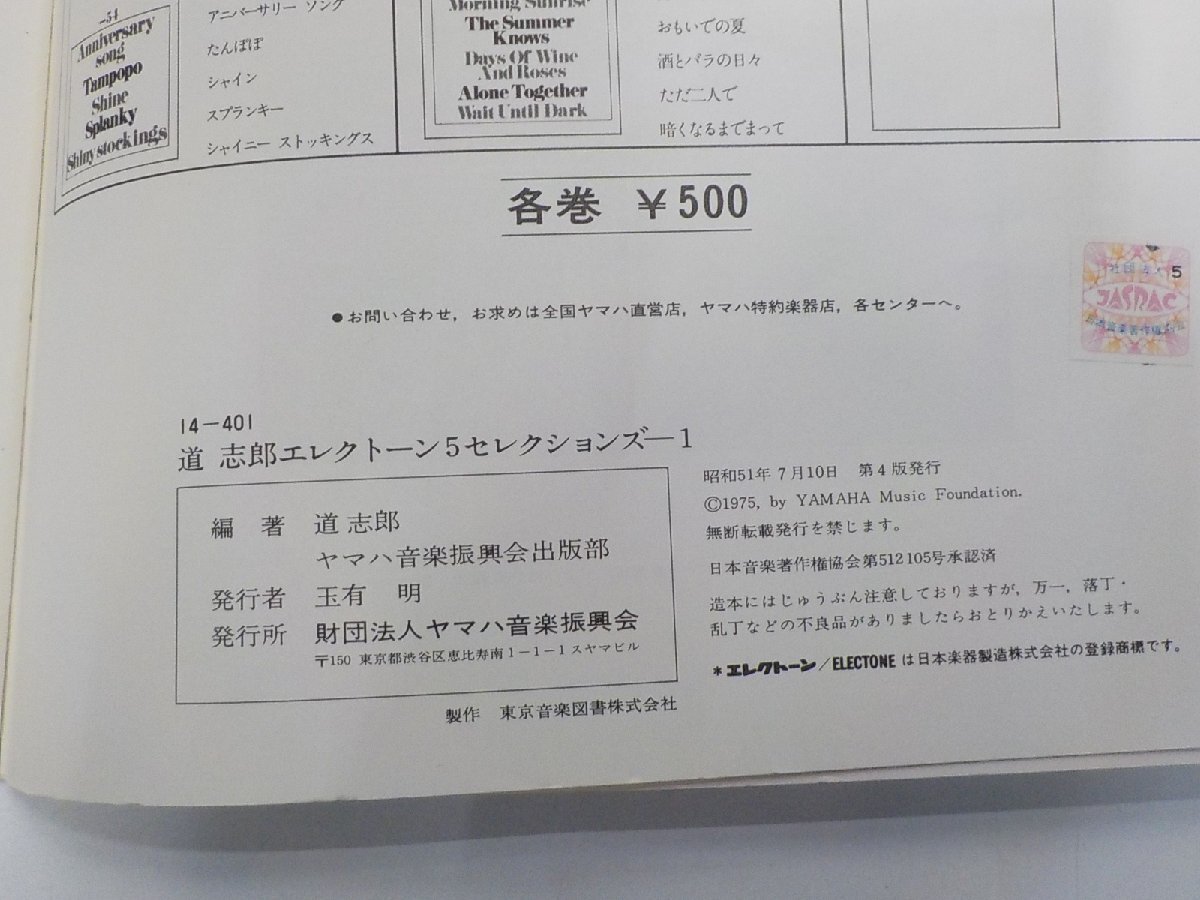 -54
Anniversary
song
Tampopo
Shine
Splanky
Shiny stockings
アニバーサリー ソング
たんぽぽ
シャイン
スプランキー
シャイニー ストッキングス
Morning Sunrise
The Summer
Knows
Days Of Wine
And Roses
Alone Together
Wait Until Dark
おもいでの夏
酒とバラの日々
ただ二人で
暗くなるまでまって
各巻 ¥500
●お問い合わせ，お求めは全国ヤマハ直営店，ヤマハ特約楽器店，各センターへ。
社団法人 5
JASRAC
14-401
道 志郎エレクトーン5セレクションズ—1
編 著 道 志郎
ヤマハ音楽振興会出版部
発行者 玉有 明
発行所 財団法人ヤマハ音楽振興会
〒150 東京都渋谷区恵比寿南1-1-1スヤマビル
製作 東京音楽図書株式会社
昭和51年7月10日 第4版発行
©1975, by YAMAHA Music Foundation.
無断転載発行を禁じます。
日本音楽著作権協会第512105号承認済
造本にはじゅうぶん注意しておりますが，万一，落丁・
乱丁などの不良品がありましたらおとりかえいたします。
*エレクトーン/ELECTONE は日本楽器製造株式会社の登録商標です。